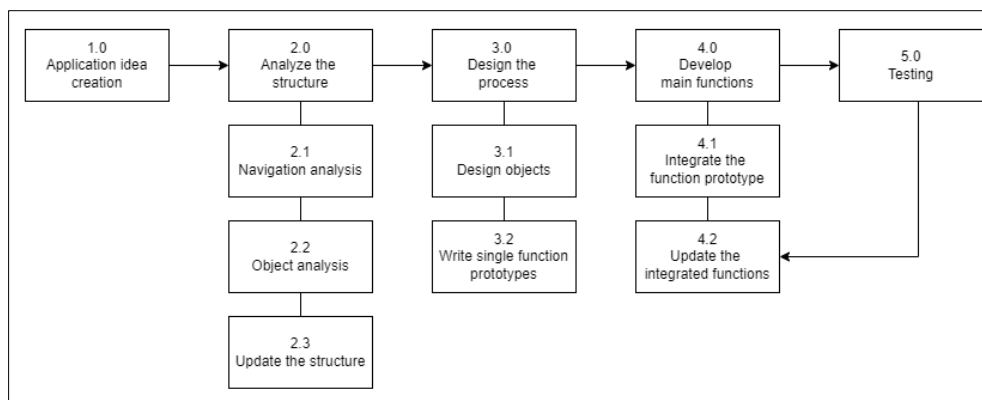 1.0
Application idea
creation
2.0
Analyze the
structure
3.0
Design the
process
4.0
Develop
main functions
5.0
Testing
2.1
Navigation analysis
3.1
Design objects
4.1
Integrate the
function prototype
2.2
Object analysis
3.2
Write single function
prototypes
4.2
Update the
integrated functions
2.3
Update the structure